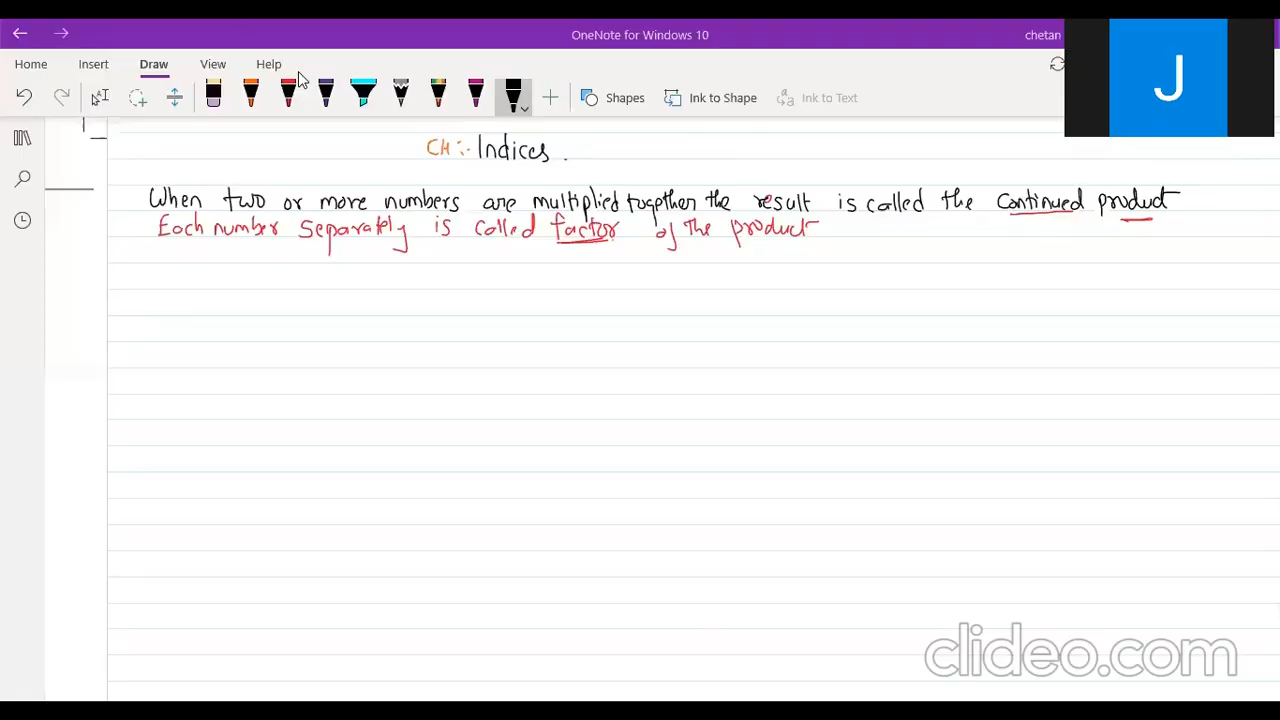 OneNote for Windows 10
chetan
Home Insert Draw View Help
Shapes Ink to Shape Ink to Text
J
CH :- Indices.
When two or more numbers are multiplied together the result is called the continued product
Each number separately is called factor of the product
clideo.com